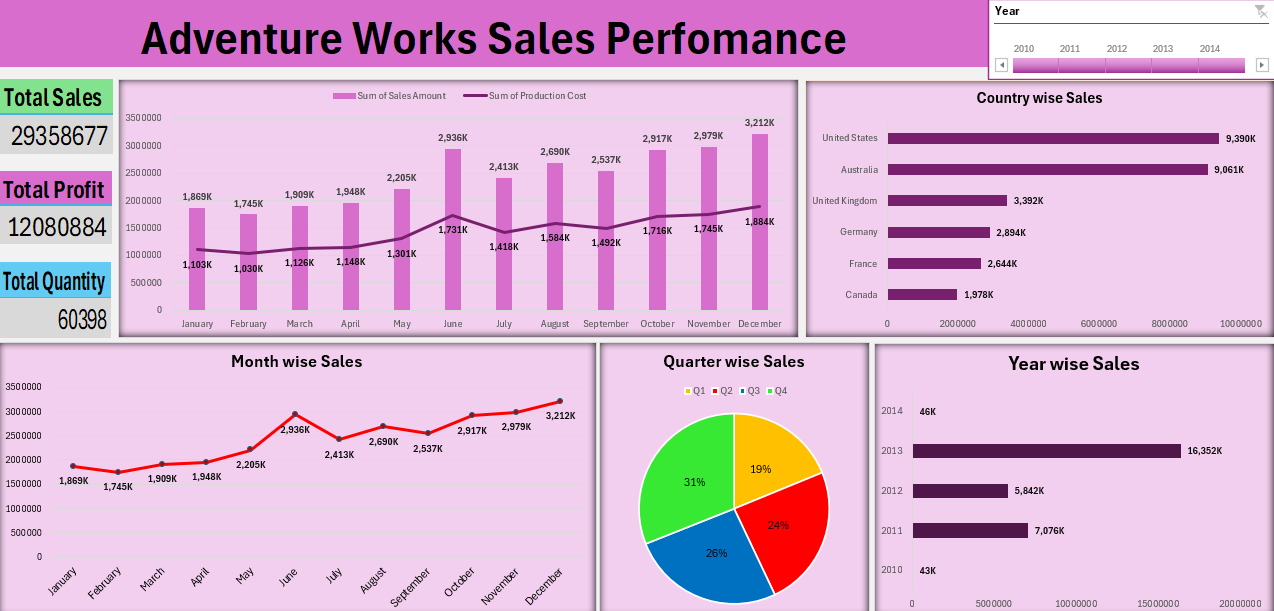 Adventure Works Sales Perfomance
Year
2010 2011 2012 2013 2014
Total Sales
29358677
Total Profit
12080884
Total Quantity
60398
Sum of Sales Amount Sum of Production Cost
3500000
3000000
2500000
2000000
1500000
1000000
500000
0
1,869K 1,745K 1,909K 1,948K 2,205K 2,936K 2,413K 2,690K 2,537K 2,917K 2,979K 3,212K
1,103K 1,030K 1,126K 1,148K 1,301K 1,731K 1,418K 1,584K 1,492K 1,716K 1,745K 1,884K
January February March April May June July August September October November December
Country wise Sales
United States 9,390K
Australia 9,061K
United Kingdom 3,392K
Germany 2,894K
France 2,644K
Canada 1,978K
0 2000000 4000000 6000000 8000000 10000000
Month wise Sales
3500000
3000000
2500000
2000000
1500000
1000000
500000
0
1,869K 1,745K 1,909K 1,948K 2,205K 2,936K 2,413K 2,690K 2,537K 2,917K 2,979K 3,212K
January February March April May June July August September October November December
Quarter wise Sales
Q1 Q2 Q3 Q4
19%
24%
26%
31%
Year wise Sales
2014 46K
2013 16,352K
2012 5,842K
2011 7,076K
2010 43K
0 5000000 10000000 15000000 20000000